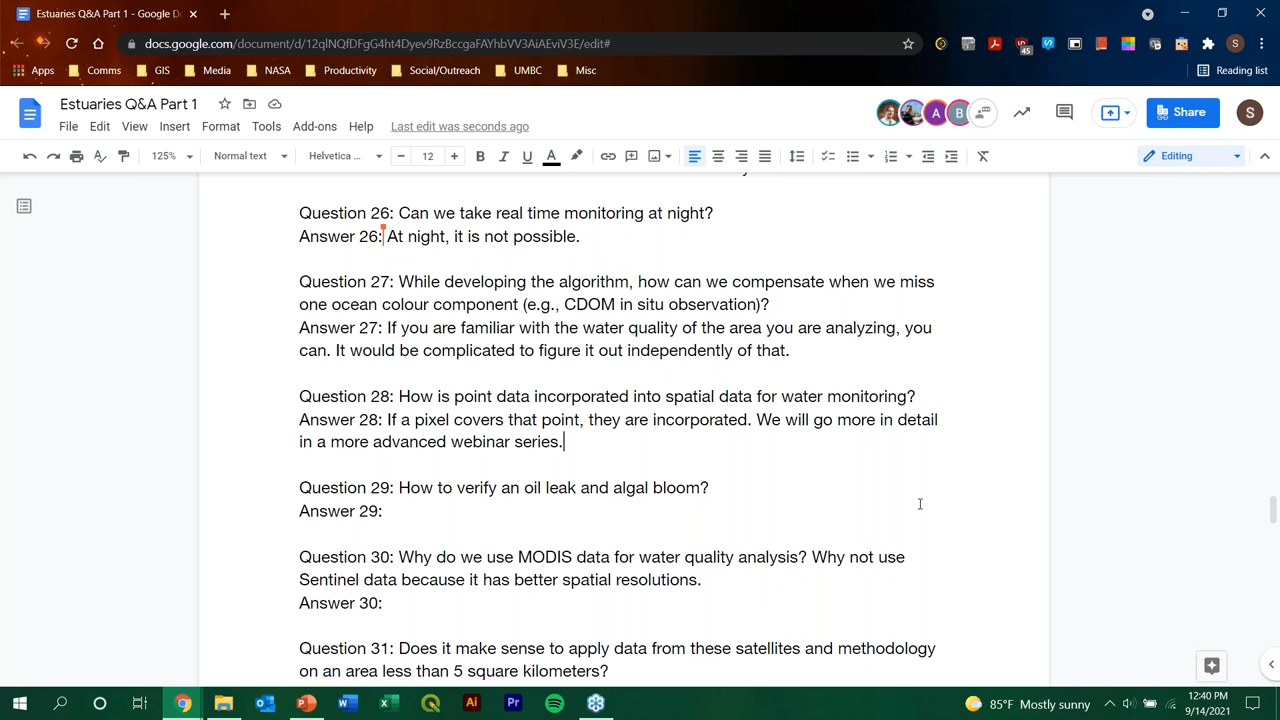 Estuaries Q&A Part 1 - Google D
docs.google.com/document/d/12qlNQfDFgG4ht4Dyev9RzBccgaFAYhbVV3AiAEviV3E/edit#
45
S
Apps
Comms
GIS
Media
NASA
Productivity
Social/Outreach
UMBC
Misc
Reading list
Estuaries Q&A Part 1
File
Edit
View
Insert
Format
Tools
Add-ons
Help
Last edit was seconds ago
A
B
Share
S
125%
Normal text
Helvetica ...
12
Editing
Question 26: Can we take real time monitoring at night?
Answer 26: At night, it is not possible.
Question 27: While developing the algorithm, how can we compensate when we miss
one ocean colour component (e.g., CDOM in situ observation)?
Answer 27: If you are familiar with the water quality of the area you are analyzing, you
can. It would be complicated to figure it out independently of that.
Question 28: How is point data incorporated into spatial data for water monitoring?
Answer 28: If a pixel covers that point, they are incorporated. We will go more in detail
in a more advanced webinar series.
Question 29: How to verify an oil leak and algal bloom?
Answer 29:
Question 30: Why do we use MODIS data for water quality analysis? Why not use
Sentinel data because it has better spatial resolutions.
Answer 30:
Question 31: Does it make sense to apply data from these satellites and methodology
on an area less than 5 square kilometers?
85°F Mostly sunny
12:40 PM
9/14/2021